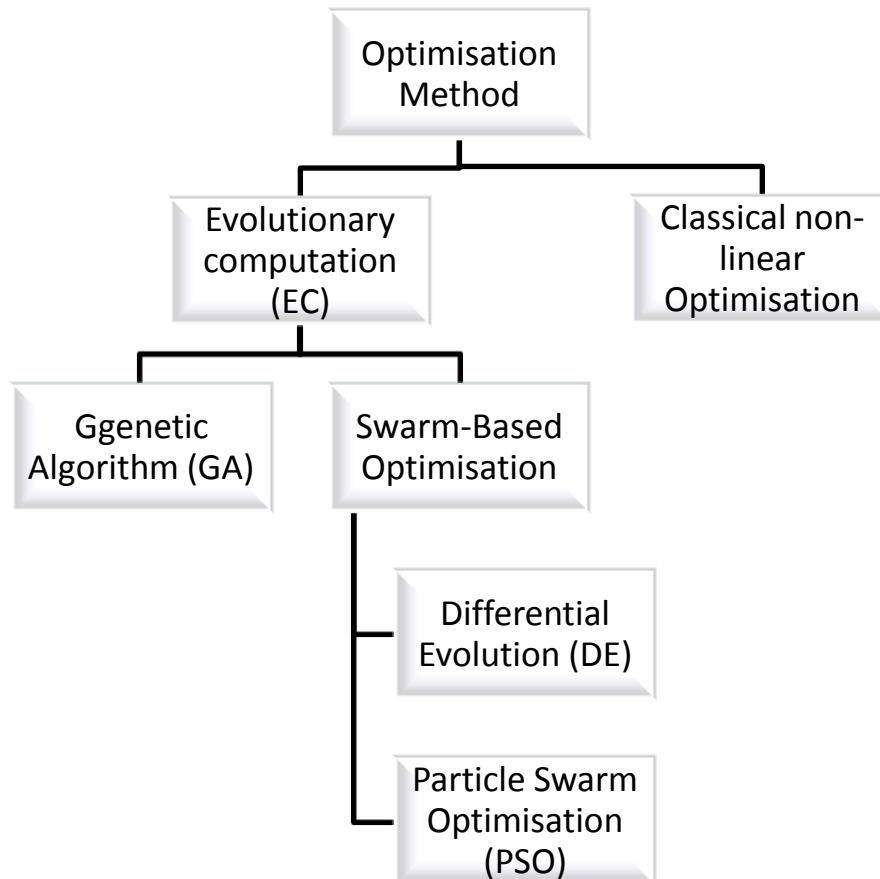 Optimisation
Method
Evolutionary
computation
(EC)
Classical non-
linear
Optimisation
Ggenetic
Algorithm (GA)
Swarm-Based
Optimisation
Differential
Evolution (DE)
Particle Swarm
Optimisation
(PSO)